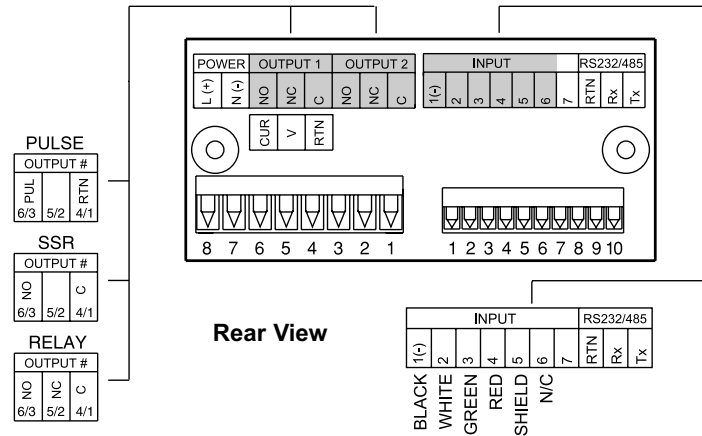 POWER OUTPUT 1 OUTPUT 2 INPUT RS232/485
L (+) N (-) NO NC C NO NC C 1(-) 2 3 4 5 6 7 RTN Rx Tx
CUR V RTN
8 7 6 5 4 3 2 1 1 2 3 4 5 6 7 8 9 10
PULSE
OUTPUT #
PUL RTN
6/3 5/2 4/1
SSR
OUTPUT #
NO C
6/3 5/2 4/1
RELAY
OUTPUT #
NO NC C
6/3 5/2 4/1
Rear View
INPUT RS232/485
1(-) 2 3 4 5 6 7 RTN Rx Tx
BLACK WHITE GREEN RED SHIELD N/C